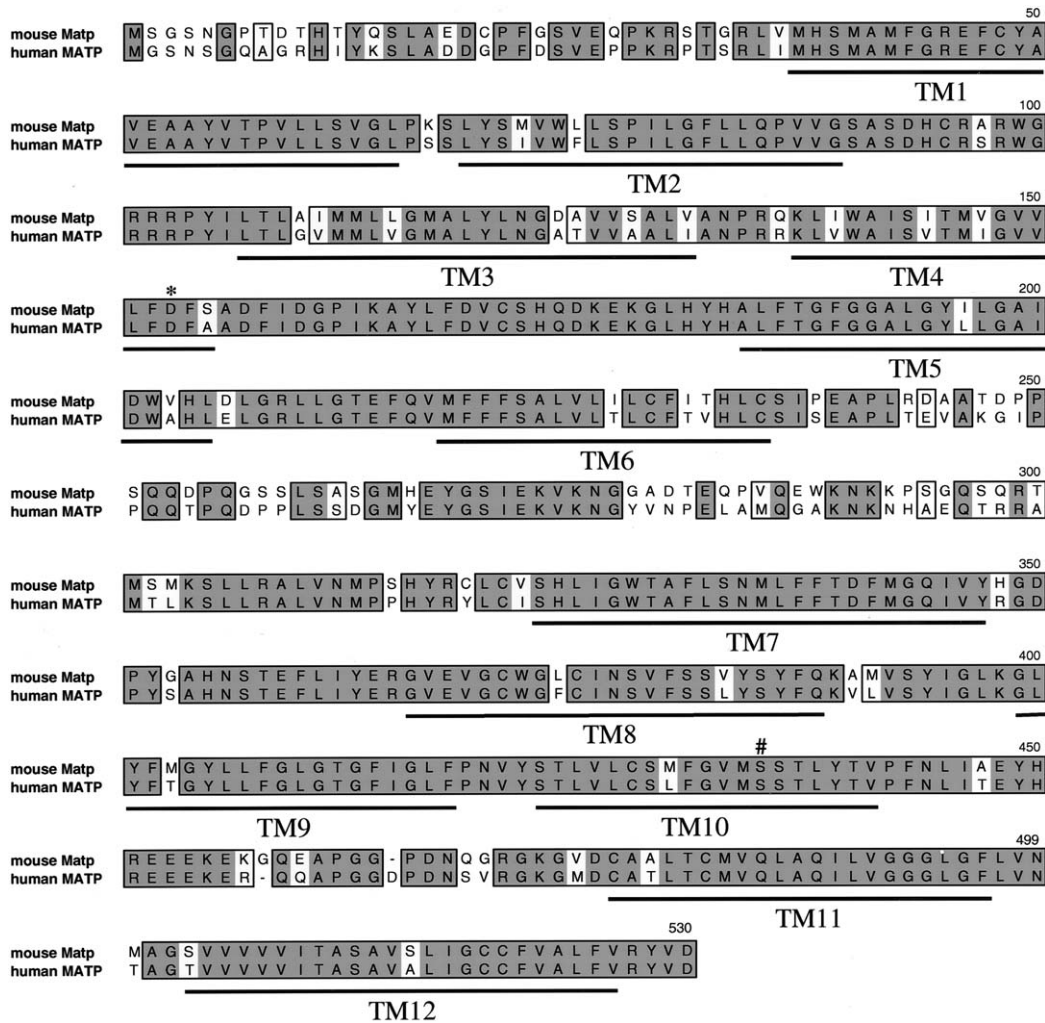 50
mouse Matp M S G S N G P T D T H T Y Q S L A E D C P F G S V E Q P K R S T G R L V M H S M A M F G R E F C Y A
human MATP M G S N S G Q A G R H I Y K S L A D D G P F D S V E P P K R P T S R L I M H S M A M F G R E F C Y A
TM1
100
mouse Matp V E A A Y V T P V L L S V G L P K S L Y S M V W L L S P I L G F L L Q P V V G S A S D H C R A R W G
human MATP V E A A Y V T P V L L S V G L P S S L Y S I V W F L S P I L G F L L Q P V V G S A S D H C R S R W G
TM2
150
mouse Matp R R R P Y I L T L A I M M L L G M A L Y L N G D A V V S A L V A N P R Q K L I W A I S I T M V G V V
human MATP R R R P Y I L T L G V M M L V G M A L Y L N G A T V V A A L I A N P R R K L V W A I S V T M I G V V
TM3 TM4
* 200
mouse Matp L F D F S A D F I D G P I K A Y L F D V C S H Q D K E K G L H Y H A L F T G F G G A L G Y I L G A I
human MATP L F D F A A D F I D G P I K A Y L F D V C S H Q D K E K G L H Y H A L F T G F G G A L G Y L L G A I
TM5
250
mouse Matp D W V H L D L G R L L G T E F Q V M F F F S A L V L I L C F I T H L C S I P E A P L R D A A T D P P
human MATP D W A H L E L G R L L G T E F Q V M F F F S A L V L T L C F T V H L C S I S E A P L T E V A K G I P
TM6
300
mouse Matp S Q Q D P Q G S S L S A S G M H E Y G S I E K V K N G G A D T E Q P V Q E W K N K K P S G Q S Q R T
human MATP P Q Q T P Q D P P L S S D G M Y E Y G S I E K V K N G Y V N P E L A M Q G A K N K N H A E Q T R R A
350
mouse Matp M S M K S L L R A L V N M P S H Y R C L C V S H L I G W T A F L S N M L F F T D F M G Q I V Y H G D
human MATP M T L K S L L R A L V N M P P H Y R Y L C I S H L I G W T A F L S N M L F F T D F M G Q I V Y R G D
TM7
400
mouse Matp P Y G A H N S T E F L I Y E R G V E V G C W G L C I N S V F S S V Y S Y F Q K A M V S Y I G L K G L
human MATP P Y S A H N S T E F L I Y E R G V E V G C W G F C I N S V F S S L Y S Y F Q K V L V S Y I G L K G L
TM8
# 450
mouse Matp Y F M G Y L L F G L G T G F I G L F P N V Y S T L V L C S M F G V M S S T L Y T V P F N L I A E Y H
human MATP Y F T G Y L L F G L G T G F I G L F P N V Y S T L V L C S L F G V M S S T L Y T V P F N L I T E Y H
TM9 TM10
499
mouse Matp R E E E K E K G Q E A P G G - P D N Q G R G K G V D C A A L T C M V Q L A Q I L V G G G L G F L V N
human MATP R E E E K E R - Q Q A P G G D P D N S V R G K G M D C A T L T C M V Q L A Q I L V G G G L G F L V N
TM11
530
mouse Matp M A G S V V V V V I T A S A V S L I G C C F V A L F V R Y V D
human MATP T A G T V V V V V I T A S A V A L I G C C F V A L F V R Y V D
TM12